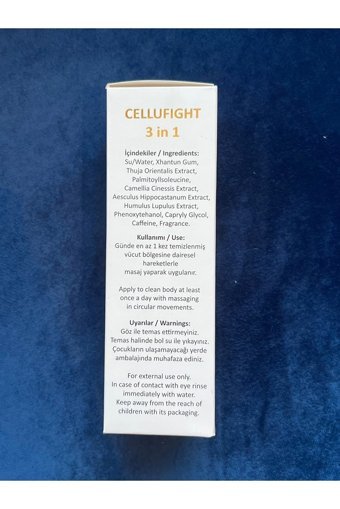 CELLUFIGHT
3 in 1
İçindekiler / Ingredients:
Su/Water, Xhantun Gum,
Thuja Orientalis Extract,
Palmitoyllsoleucine,
Camellia Cinessis Extract,
Aesculus Hippocastanum Extract,
Humulus Lupulus Extract,
Phenoxytehanol, Capryly Glycol,
Caffeine, Fragrance.
Kullanımı / Use:
Günde en az 1 kez temizlenmiş
vücut bölgesine dairesel
hareketlerle
masaj yaparak uygulanır.
Apply to clean body at least
once a day with massaging
in circular movements.
Uyarılar / Warnings:
Göz ile temas ettirmeyiniz.
Temas halinde bol su ile yıkayınız.
Çocukların ulaşamayacağı yerde
ambalajında muhafaza ediniz.
For external use only.
In case of contact with eye rinse
immediately with water.
Keep away from the reach of
children with its packaging.